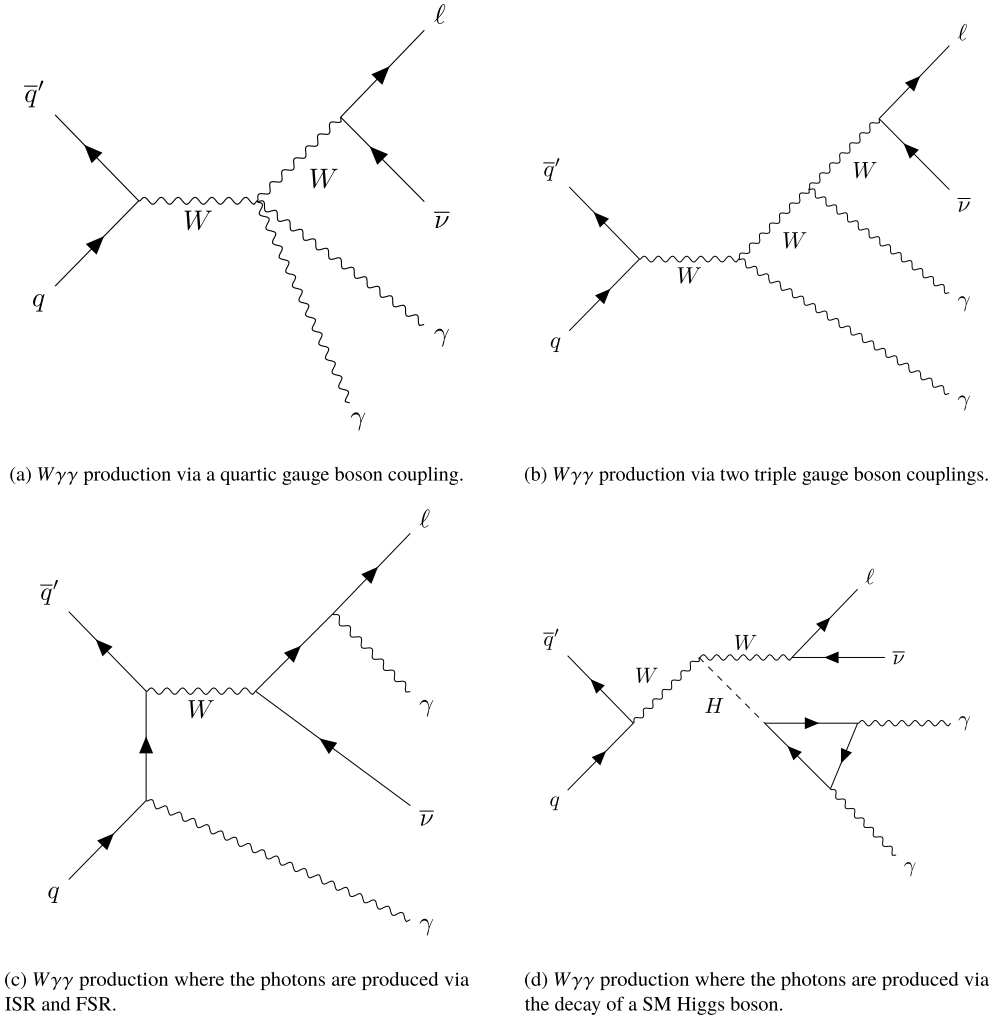 ℓ
q̅′
W
W
ν̅
q
γ
γ
(a) Wγγ production via a quartic gauge boson coupling.
ℓ
q̅′
W
ν̅
W
W
q
γ
γ
(b) Wγγ production via two triple gauge boson couplings.
ℓ
q̅′
W
γ
ν̅
q
γ
(c) Wγγ production where the photons are produced via
ISR and FSR.
ℓ
q̅′
W
ν̅
W
H
γ
q
γ
(d) Wγγ production where the photons are produced via
the decay of a SM Higgs boson.